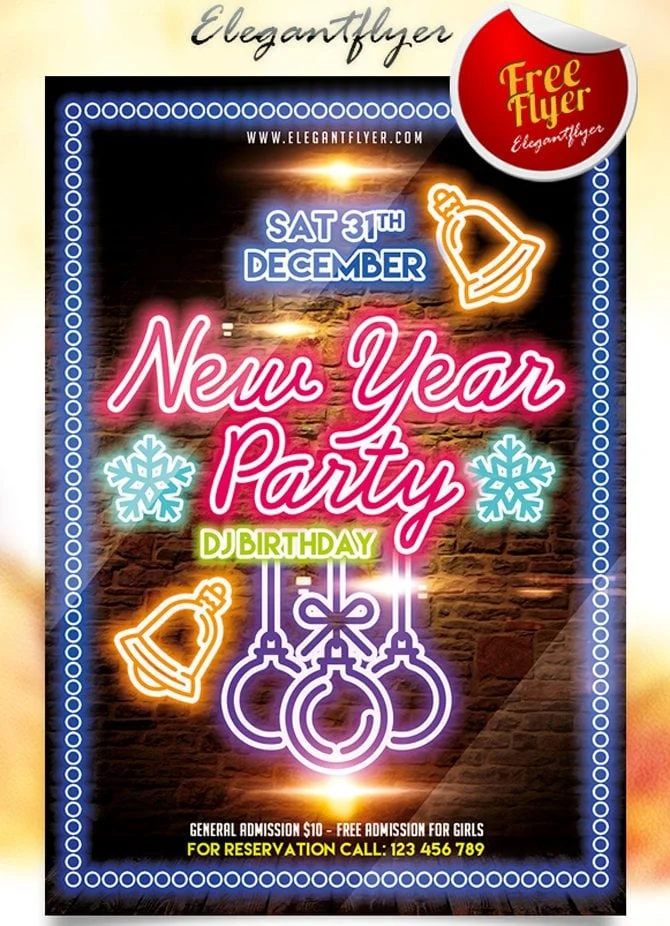 Elegantflyer
Free
Flyer
Elegantflyer
WWW.ELEGANTFLYER.COM
SAT 31TH
DECEMBER
New Year
Party
DJ BIRTHDAY
GENERAL ADMISSION $10 - FREE ADMISSION FOR GIRLS
FOR RESERVATION CALL: 123 456 789